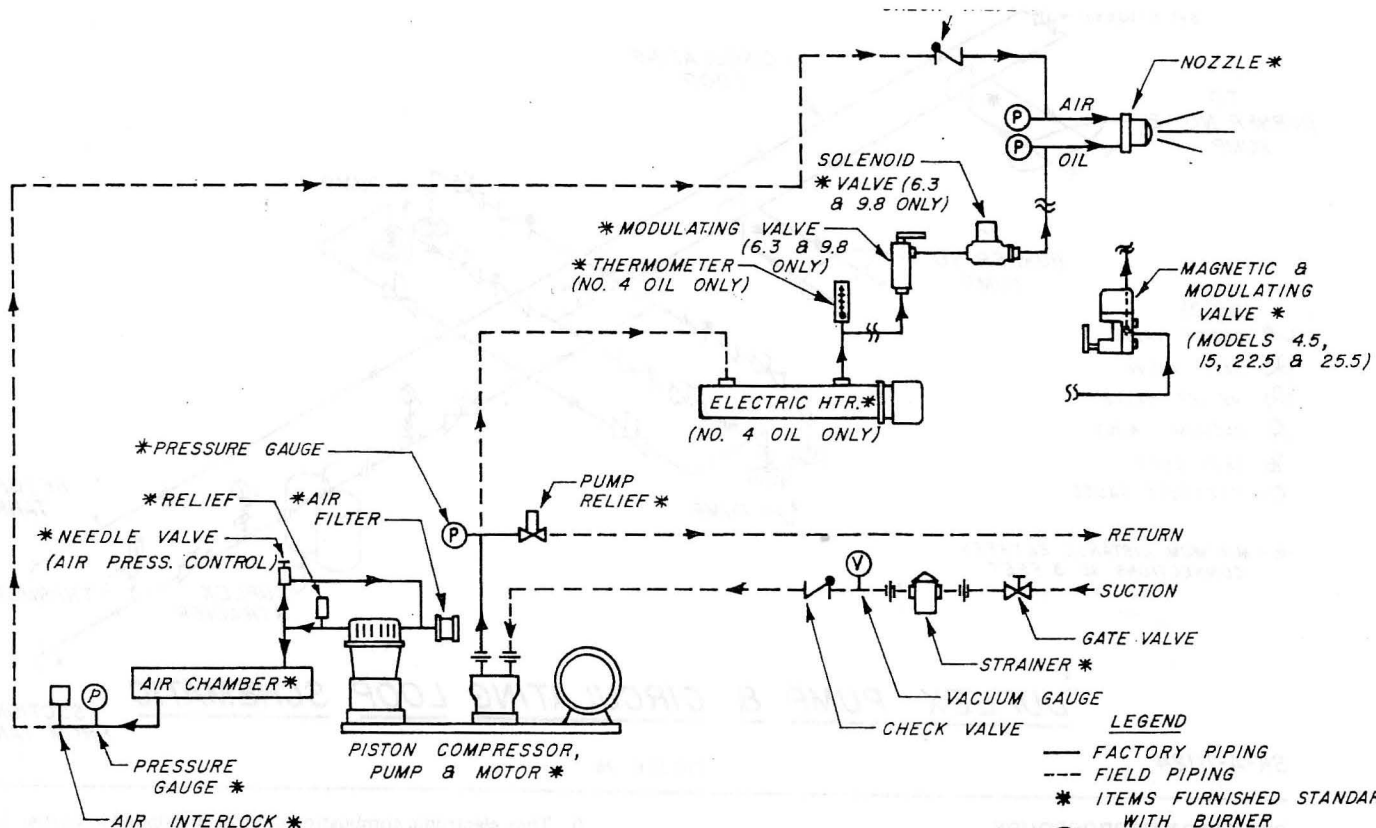 NOZZLE *
P
AIR
P
OIL
SOLENOID
* VALVE (6.3
& 9.8 ONLY)
* MODULATING VALVE
(6.3 & 9.8
ONLY)
* THERMOMETER
(NO. 4 OIL ONLY)
MAGNETIC &
MODULATING
VALVE *
(MODELS 4.5,
15, 22.5 & 25.5)
ELECTRIC HTR. *
(NO. 4 OIL ONLY)
* PRESSURE GAUGE
P
PUMP
RELIEF *
* RELIEF
* AIR
FILTER
* NEEDLE VALVE
(AIR PRESS. CONTROL)
RETURN
V
SUCTION
GATE VALVE
STRAINER *
VACUUM GAUGE
CHECK VALVE
AIR CHAMBER *
P
PISTON COMPRESSOR,
PUMP & MOTOR *
PRESSURE
GAUGE *
AIR INTERLOCK *
LEGEND
FACTORY PIPING
FIELD PIPING
* ITEMS FURNISHED STANDAR
WITH BURNER